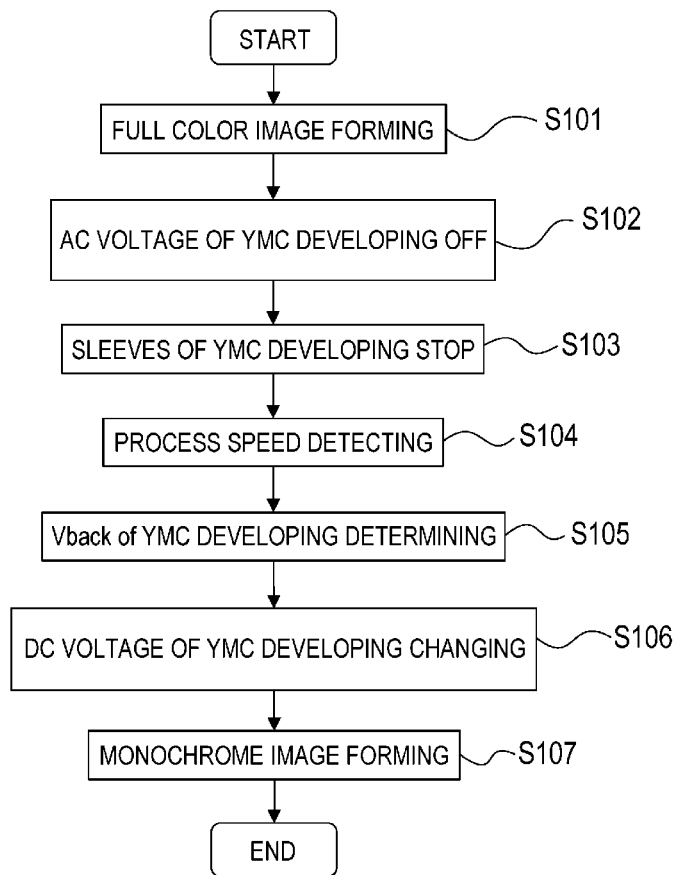 START
FULL COLOR IMAGE FORMING
S101
AC VOLTAGE OF YMC DEVELOPING OFF
S102
SLEEVES OF YMC DEVELOPING STOP
S103
PROCESS SPEED DETECTING
S104
Vback of YMC DEVELOPING DETERMINING
S105
DC VOLTAGE OF YMC DEVELOPING CHANGING
S106
MONOCHROME IMAGE FORMING
S107
END